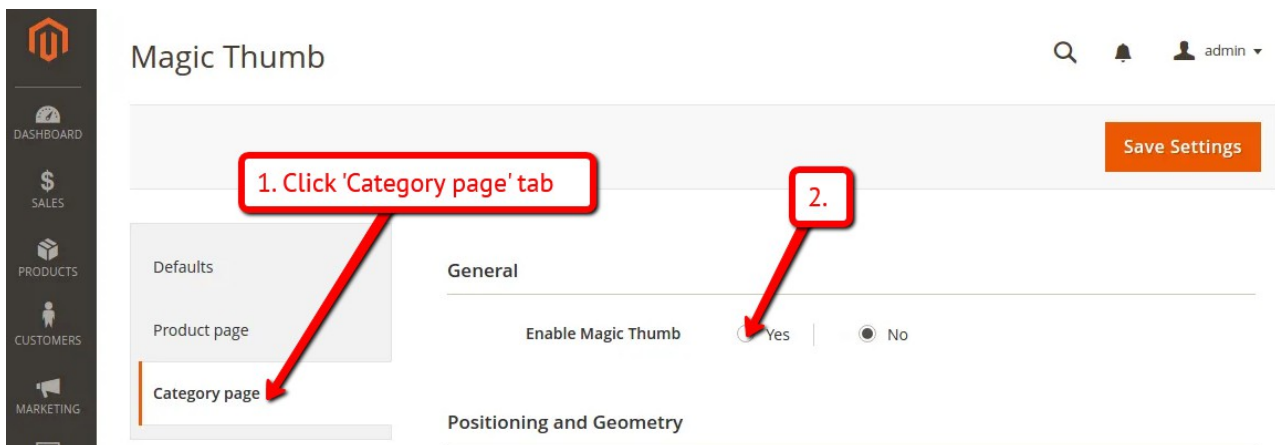 Magic Thumb
admin
DASHBOARD
Save Settings
1. Click 'Category page' tab
2.
SALES
PRODUCTS
Defaults
General
CUSTOMERS
Product page
Enable Magic Thumb Yes No
MARKETING
Category page
Positioning and Geometry